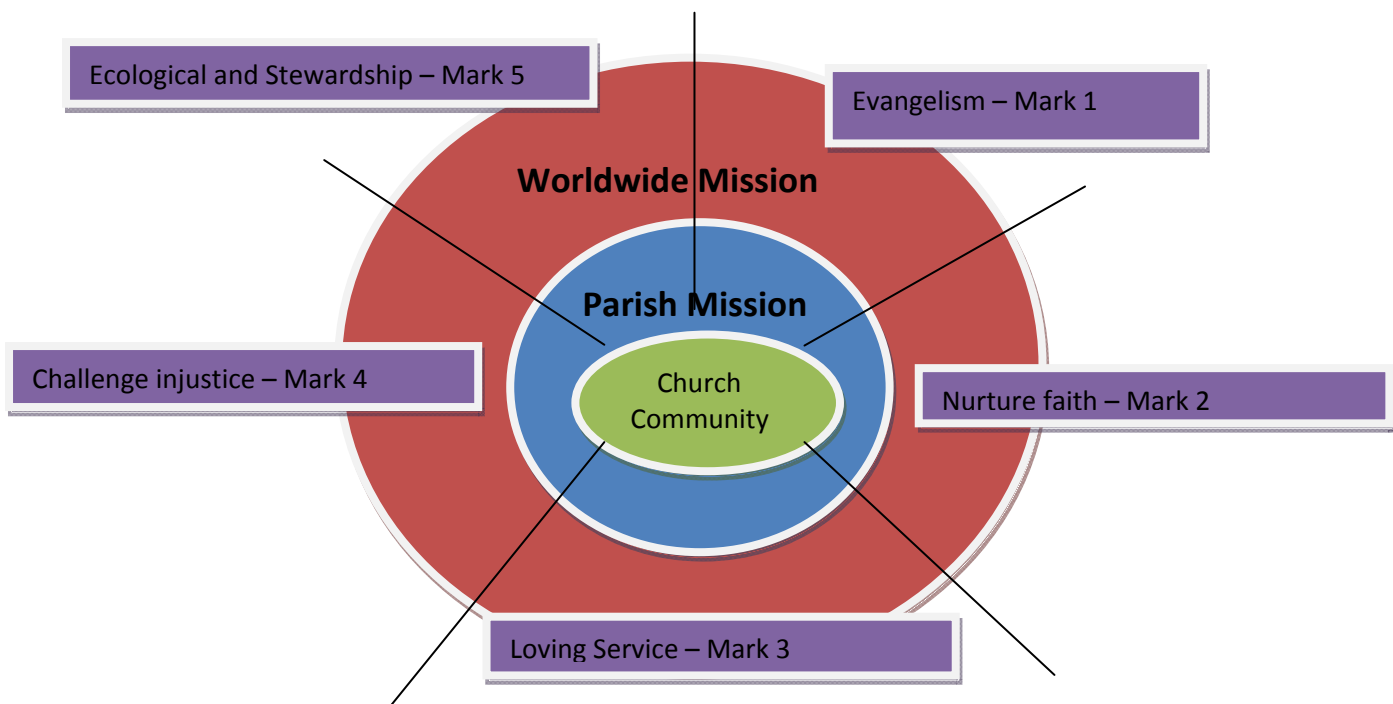 Ecological and Stewardship – Mark 5
Evangelism – Mark 1
Worldwide Mission
Parish Mission
Church
Community
Challenge injustice – Mark 4
Nurture faith – Mark 2
Loving Service – Mark 3